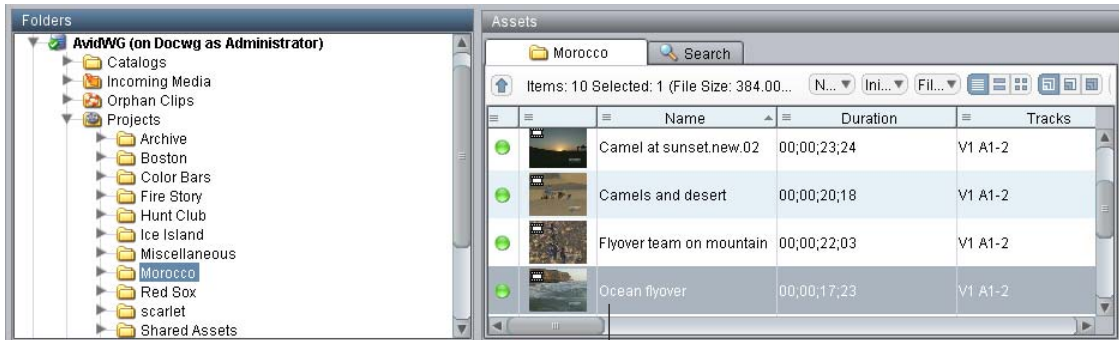 Folders
AvidWG (on Docwg as Administrator)
Catalogs
Incoming Media
Orphan Clips
Projects
Archive
Boston
Color Bars
Fire Story
Hunt Club
Ice Island
Miscellaneous
Morocco
Red Sox
scarlet
Shared Assets
Assets
Morocco Search
Items: 10 Selected: 1 (File Size: 384.00... N... Ini... Fil...
Name Duration Tracks
Camel at sunset.new.02 00;00;23;24 V1 A1-2
Camels and desert 00;00;20;18 V1 A1-2
Flyover team on mountain 00;00;22;03 V1 A1-2
Ocean flyover 00;00;17;23 V1 A1-2